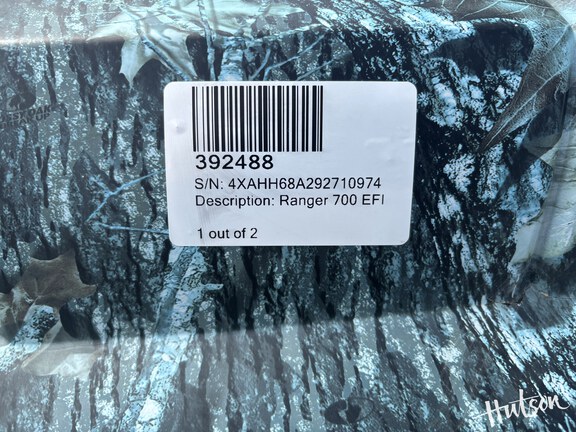 392488
S/N: 4XAHH68A292710974
Description: Ranger 700 EFI
1 out of 2
Hutson